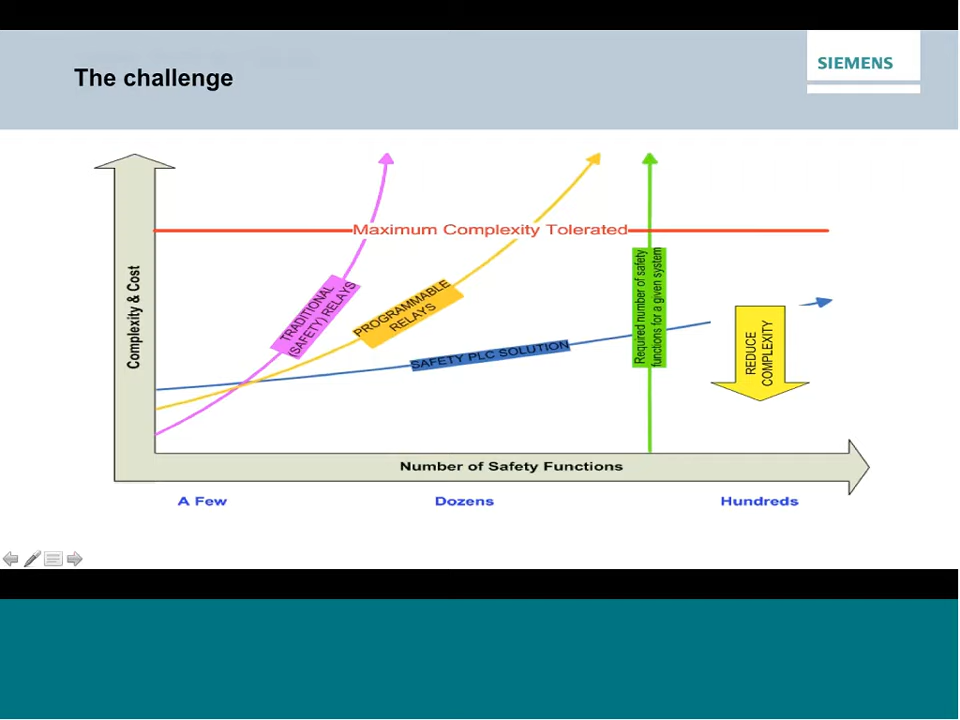 The challenge
SIEMENS
Maximum Complexity Tolerated
Complexity & Cost
TRADITIONAL
(SAFETY) RELAYS
PROGRAMMABLE
RELAYS
SAFETY PLC SOLUTION
Required number of safety
functions for a given system
REDUCE
COMPLEXITY
Number of Safety Functions
A Few
Dozens
Hundreds